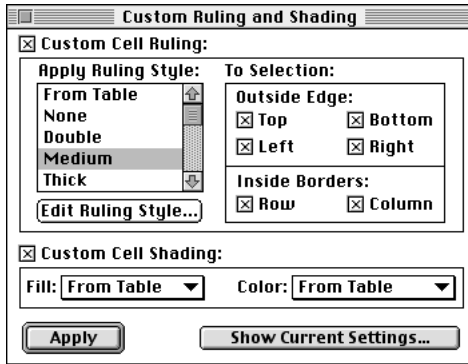 Custom Ruling and Shading
Custom Cell Ruling:
Apply Ruling Style:
From Table
None
Double
Medium
Thick
Edit Ruling Style...
To Selection:
Outside Edge:
Top Bottom
Left Right
Inside Borders:
Row Column
Custom Cell Shading:
Fill: From Table Color: From Table
Apply Show Current Settings...